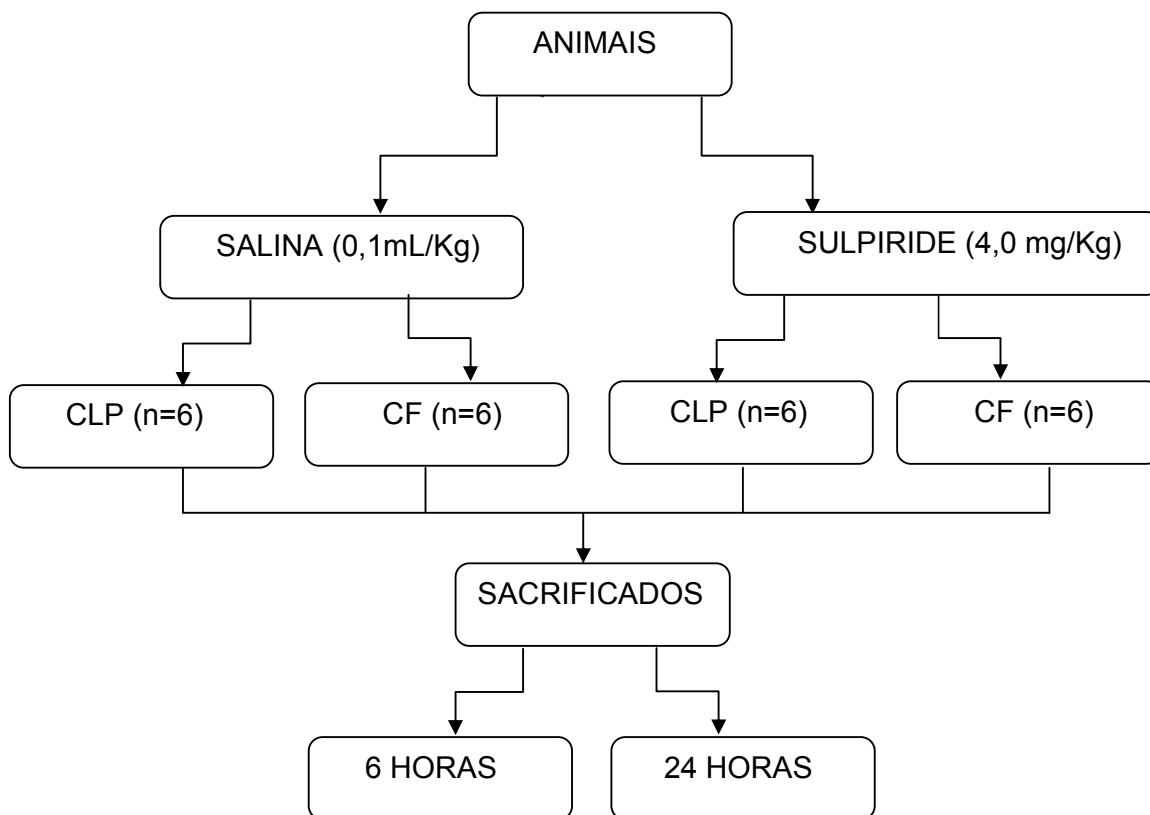 ANIMAIS
SALINA (0,1mL/Kg)
SULPIRIDE (4,0 mg/Kg)
CLP (n=6)
CF (n=6)
CLP (n=6)
CF (n=6)
SACRIFICADOS
6 HORAS
24 HORAS